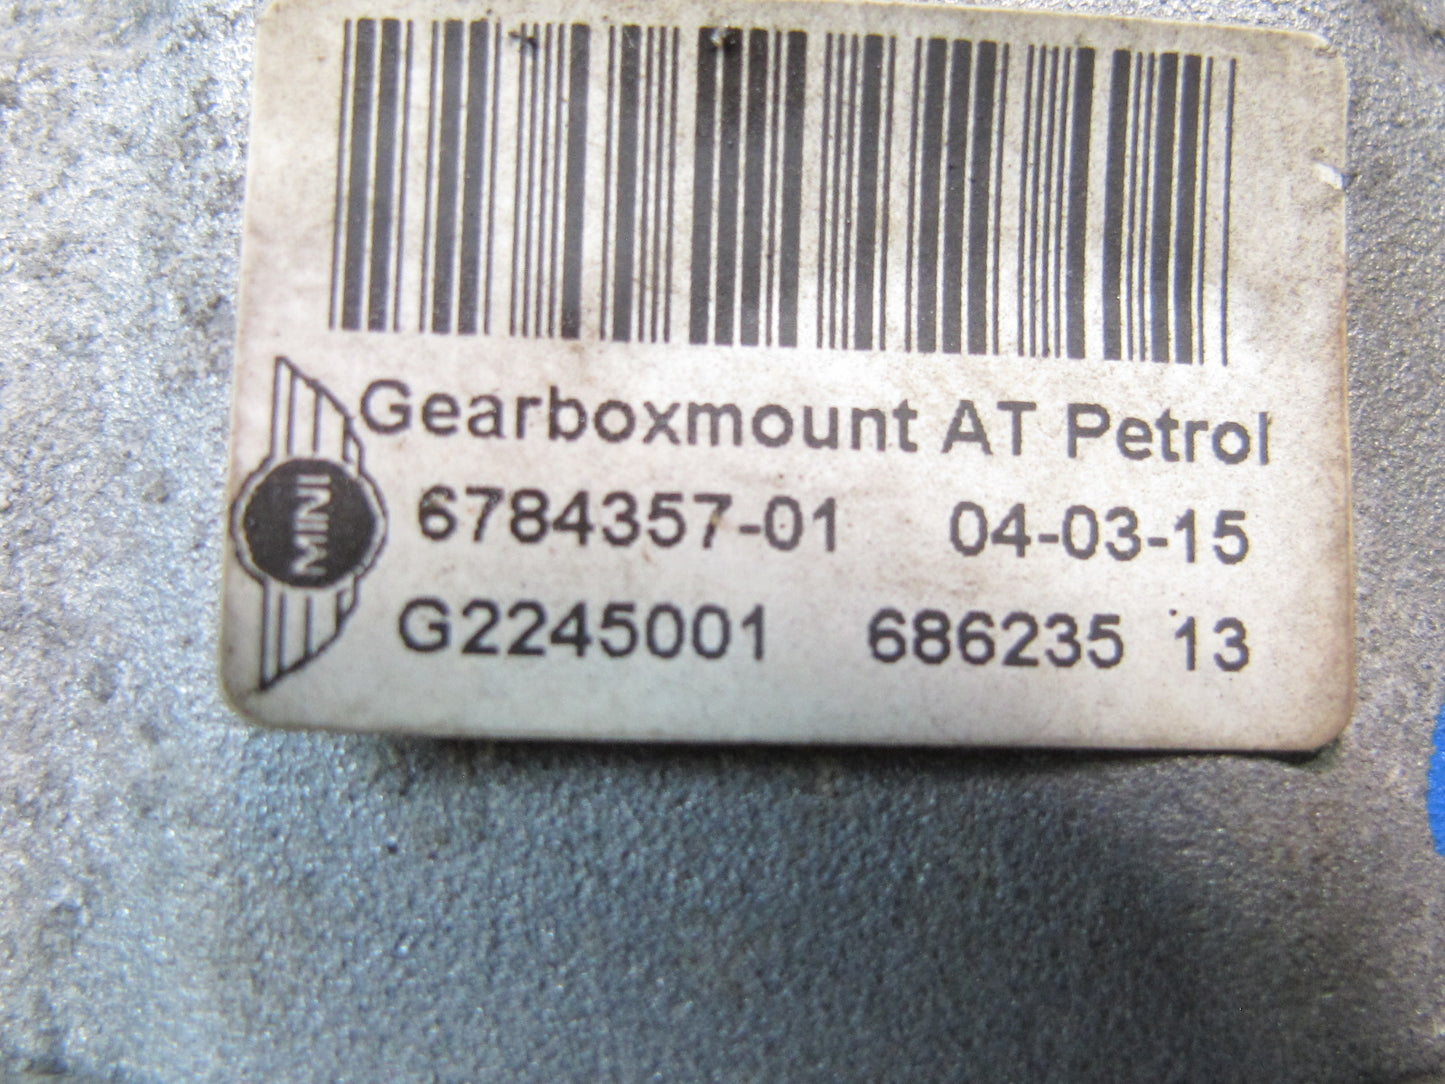 Gearboxmount AT Petrol
MINI
6784357-01 04-03-15
G2245001 686235 13